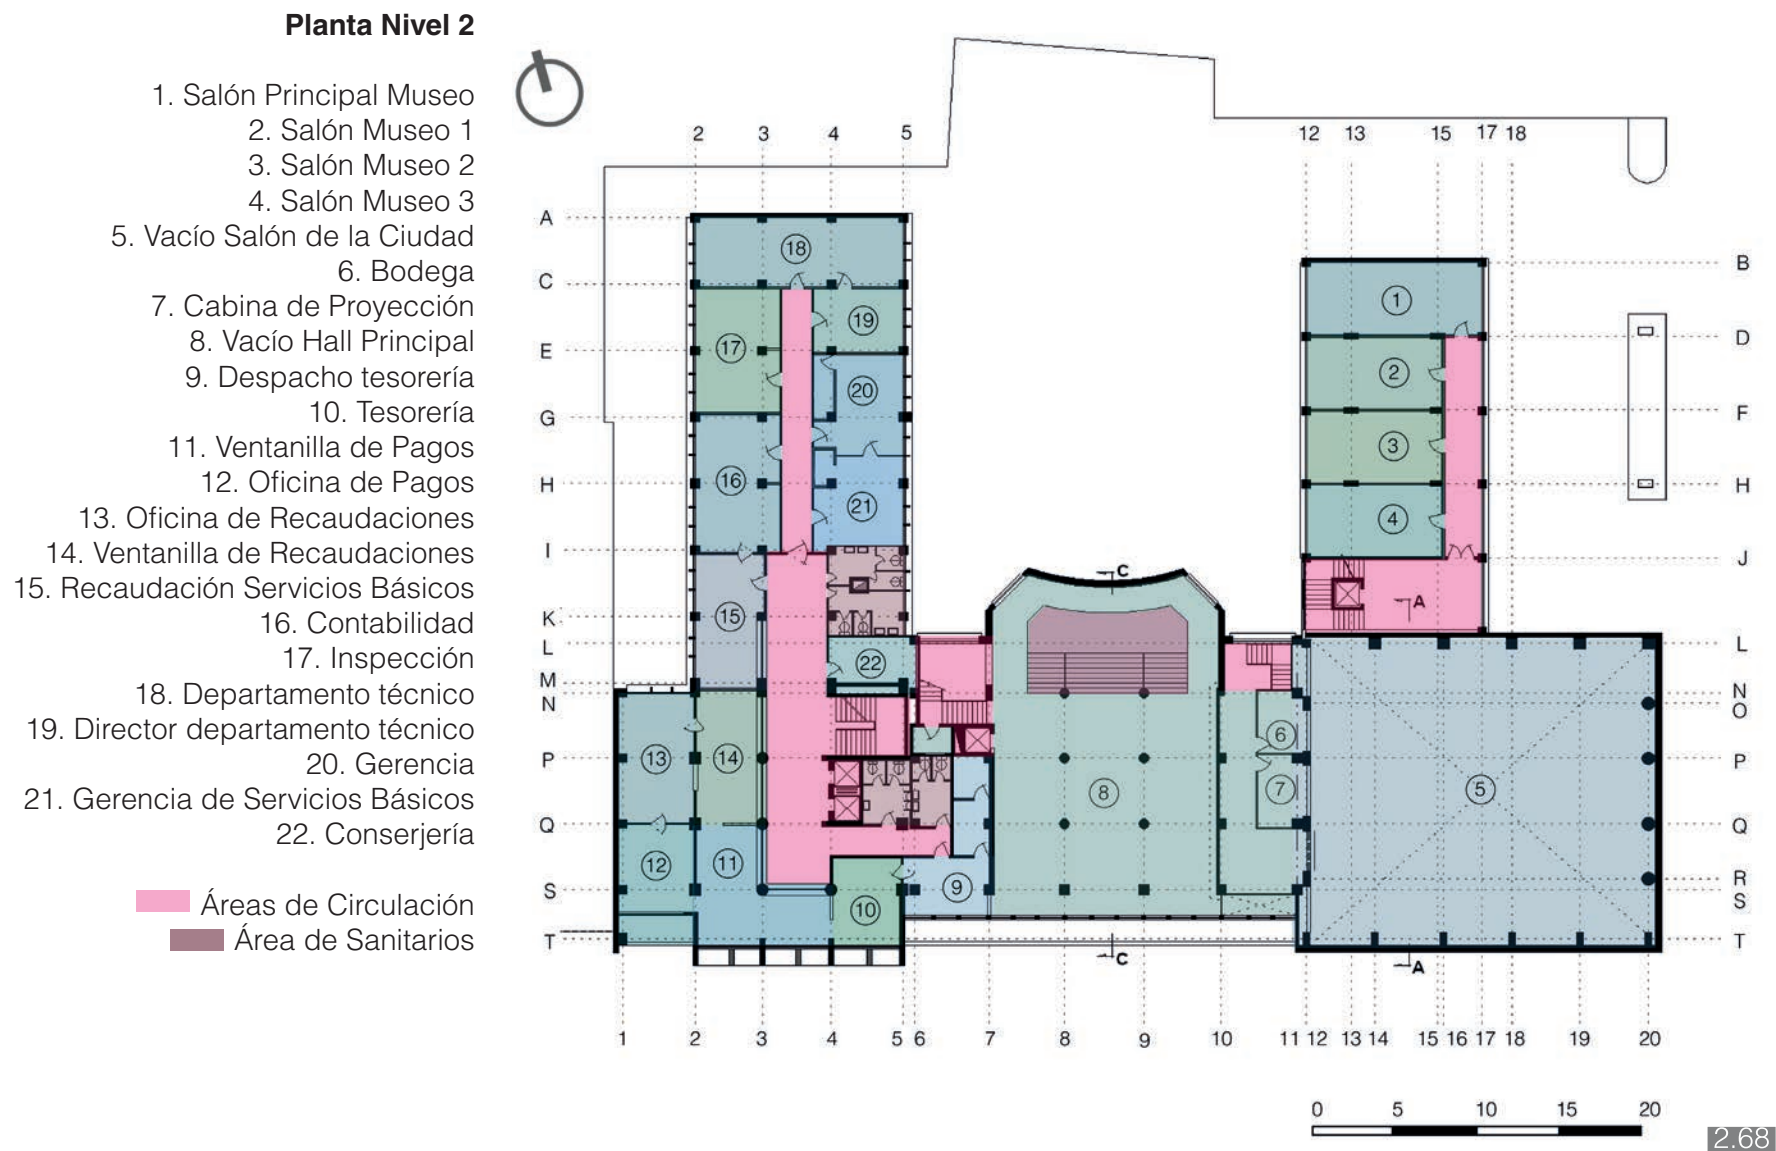 Planta Nivel 2
1. Salón Principal Museo
2. Salón Museo 1
3. Salón Museo 2
4. Salón Museo 3
5. Vacío Salón de la Ciudad
6. Bodega
7. Cabina de Proyección
8. Vacío Hall Principal
9. Despacho tesorería
10. Tesorería
11. Ventanilla de Pagos
12. Oficina de Pagos
13. Oficina de Recaudaciones
14. Ventanilla de Recaudaciones
15. Recaudación Servicios Básicos
16. Contabilidad
17. Inspección
18. Departamento técnico
19. Director departamento técnico
20. Gerencia
21. Gerencia de Servicios Básicos
22. Conserjería
Áreas de Circulación
Área de Sanitarios
2 3 4 5 12 13 15 17 18
A
C
E
G
H
I
K
L
M
N
P
Q
S
T
18
17
19
20
16
21
15
22
13
14
12
11
10
9
8
6
7
5
1
2
3
4
C
C
A
A
B
D
F
H
J
L
N
O
P
Q
R
S
T
1 2 3 4 5 6 7 8 9 10 11 12 13 14 15 16 17 18 19 20
0 5 10 15 20
2.68